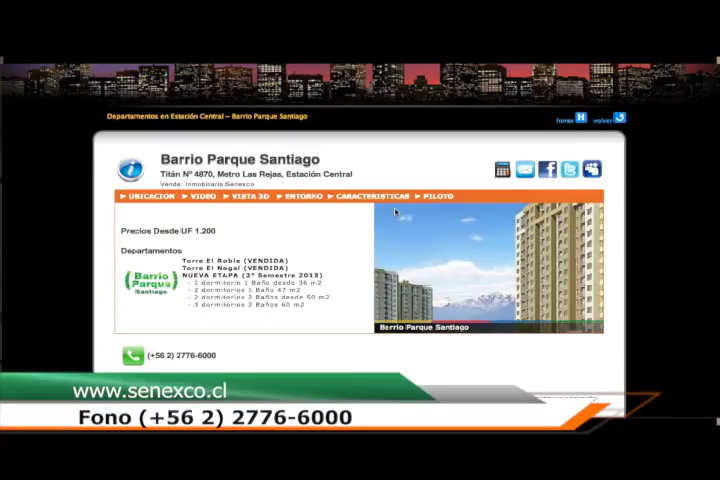 Departamentos en Estación Central – Barrio Parque Santiago
home H volver
Barrio Parque Santiago
Titán Nº 4870, Metro Las Rejas, Estación Central
Vende: Inmobiliaria Senexco
UBICACION VIDEO VISTA 3D ENTORNO CARACTERISTICAS PILOTO
Precios Desde UF 1.200
Departamentos
Torre El Roble (VENDIDA)
Torre El Nogal (VENDIDA)
NUEVA ETAPA (2º Semestre 2013)
- 1 dormitorio 1 Baño desde 36 m2
- 2 dormitorios 1 Baño 47 m2
- 2 dormitorios 2 Baños desde 50 m2
- 3 dormitorios 2 Baños 60 m2
Barrio
Parque
Santiago
Barrio Parque Santiago
(+56 2) 2776-6000
www.senexco.cl
Fono (+56 2) 2776-6000